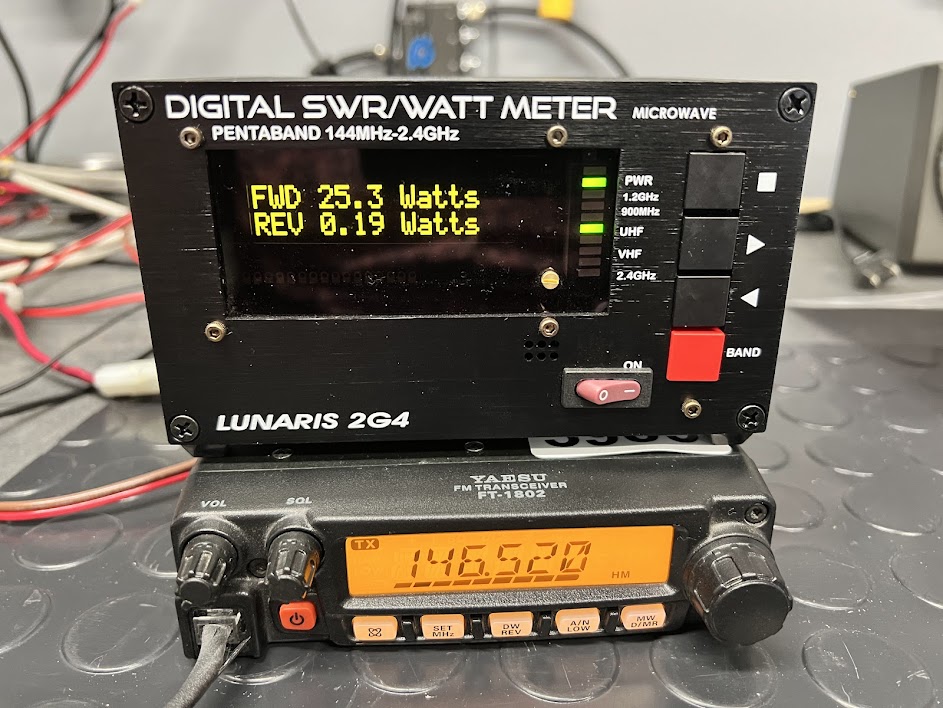 DIGITAL SWR/WATT METER MICROWAVE
PENTABAND 144MHz-2.4GHz
FWD 25.3 Watts
REV 0.19 Watts
PWR
1.2GHz
900MHz
UHF
VHF
2.4GHz
BAND
ON
LUNARIS 2G4
YAESU
FM TRANSCEIVER
FT-1802
VOL
SQL
TX
146.520
HM
SET
MHz
DW
REV
A/N
LOW
MW
D/MR